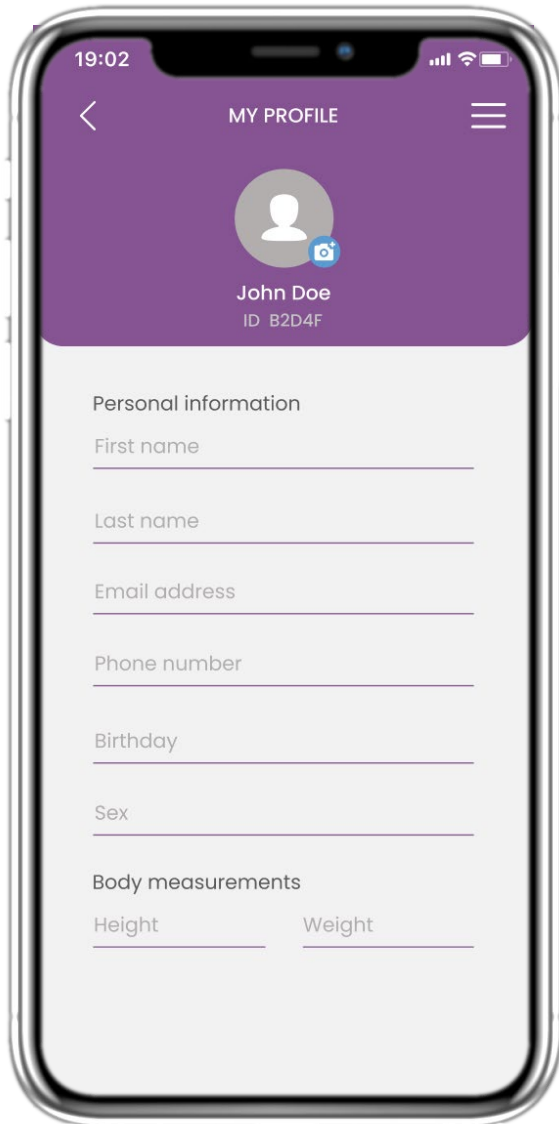 19:02
MY PROFILE
John Doe
ID B2D4F
Personal information
First name
Last name
Email address
Phone number
Birthday
Sex
Body measurements
Height Weight